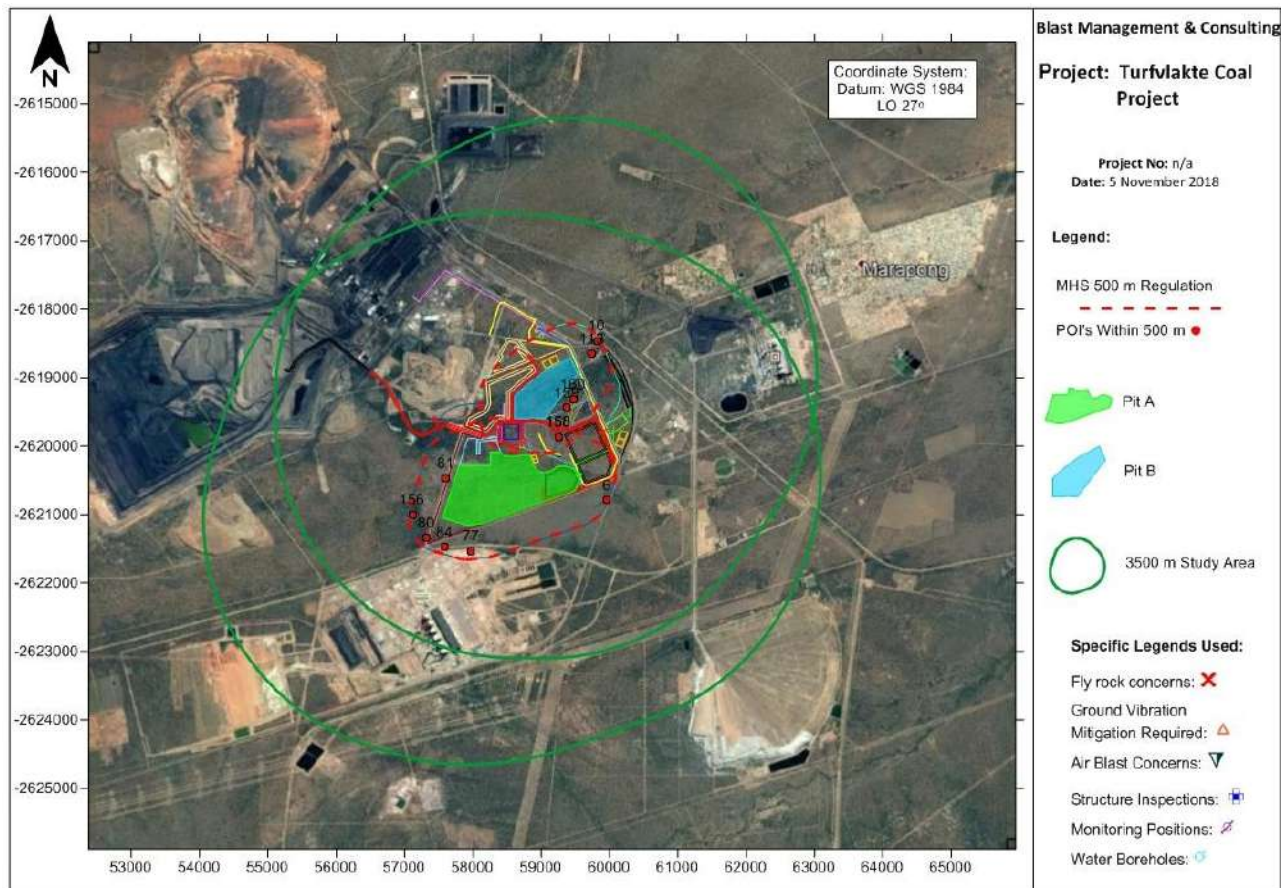 Blast Management & Consulting
Project: Turfvlakte Coal
Project
Project No: n/a
Date: 5 November 2018
Legend:
MHS 500 m Regulation
POI's Within 500 m
Pit A
Pit B
3500 m Study Area
Specific Legends Used:
Fly rock concerns:
Ground Vibration
Mitigation Required:
Air Blast Concerns:
Structure Inspections:
Monitoring Positions:
Water Boreholes:
N
Coordinate System:
Datum: WGS 1984
LO 27°
-2615000
-2616000
-2617000
-2618000
-2619000
-2620000
-2621000
-2622000
-2623000
-2624000
-2625000
53000 54000 55000 56000 57000 58000 59000 60000 61000 62000 63000 64000 65000
Marapong
10
158
81
156
80
84
77
6